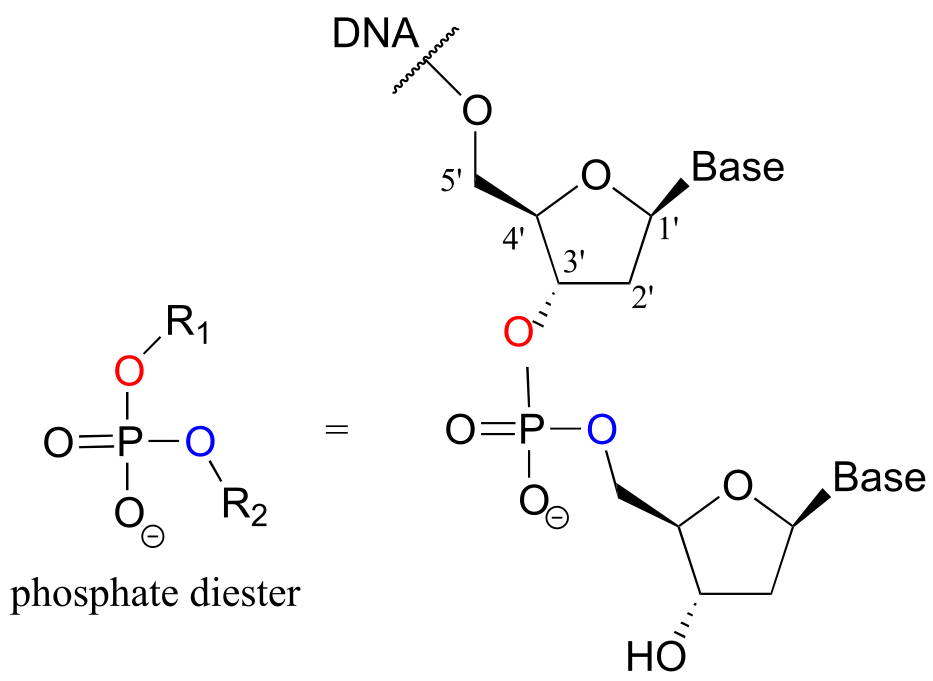 DNA
O
5'
O
Base
4'
1'
3'
2'
R1
O
O
O=P–O
=
O=P–O
O
Base
R2
O⊖
O⊖
phosphate diester
HO